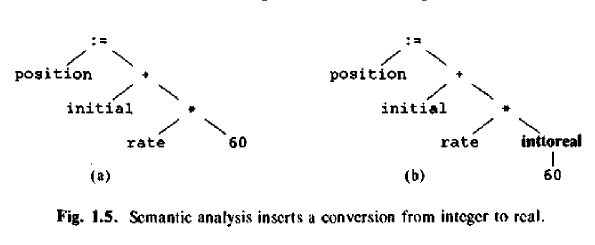 := :=
position + position +
initial * initial *
rate 60 rate inttoreal
(a) (b) 60
Fig. 1.5. Semantic analysis inserts a conversion from integer to real.